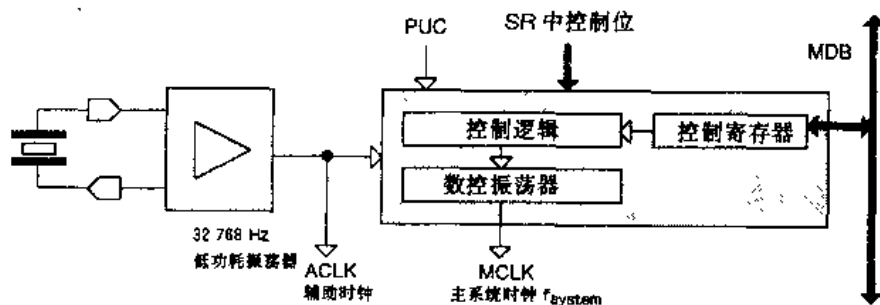 PUC
SR 中控制位
MDB
控制逻辑
控制寄存器
数控振荡器
32 768 Hz
低功耗振荡器
ACLK
辅助时钟
MCLK
主系统时钟 fsystem